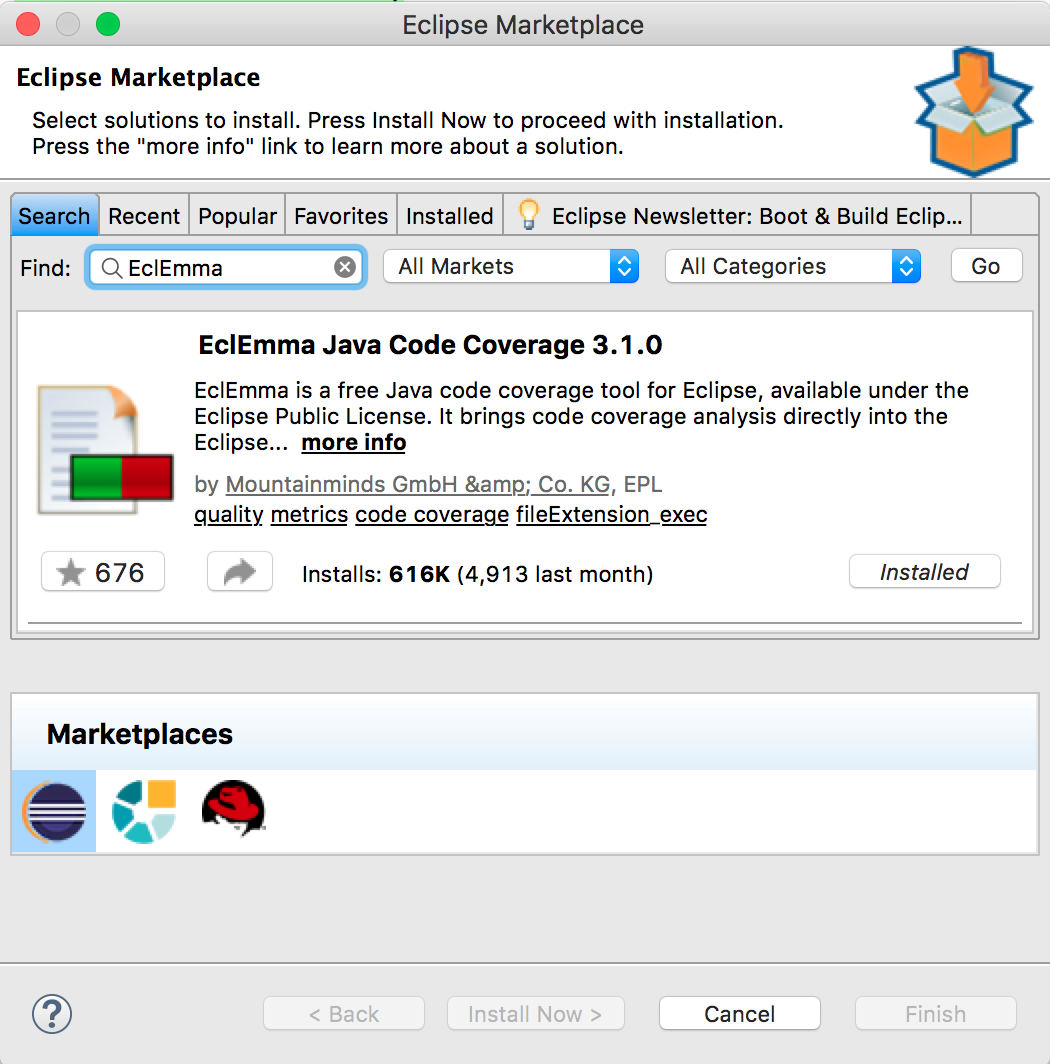 Eclipse Marketplace
Eclipse Marketplace
Select solutions to install. Press Install Now to proceed with installation.
Press the "more info" link to learn more about a solution.
Search Recent Popular Favorites Installed Eclipse Newsletter: Boot & Build Eclip...
Find: EclEmma All Markets All Categories Go
EclEmma Java Code Coverage 3.1.0
EclEmma is a free Java code coverage tool for Eclipse, available under the
Eclipse Public License. It brings code coverage analysis directly into the
Eclipse... more info
by Mountainminds GmbH &amp; Co. KG, EPL
quality metrics code coverage fileExtension_exec
676 Installs: 616K (4,913 last month) Installed
Marketplaces
? < Back Install Now > Cancel Finish